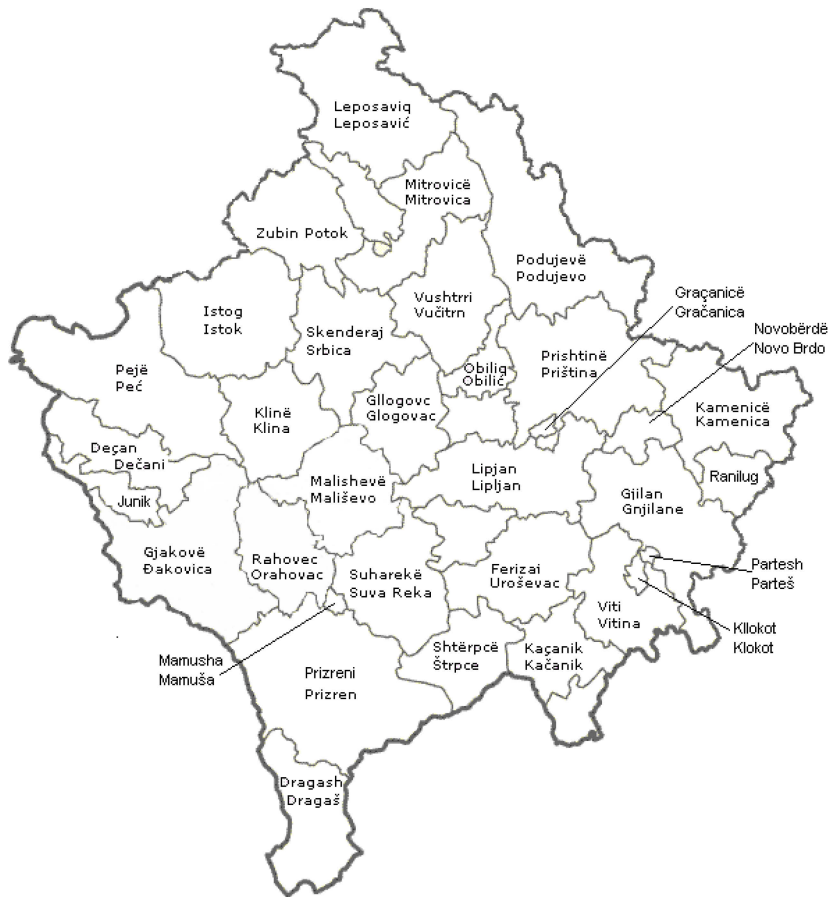 Leposaviq
Leposavić
Mitrovicë
Mitrovica
Zubin Potok
Podujevë
Podujevo
Istog
Istok
Vushtrri
Vučitrn
Graçanicë
Gračanica
Skenderaj
Srbica
Novobërdë
Novo Brdo
Pejë
Peć
Obiliq
Obilić
Prishtinë
Priština
Gllogovc
Glogovac
Klinë
Klina
Kamenicë
Kamenica
Deçan
Dečani
Malishevë
Mališevo
Lipjan
Lipljan
Ranilug
Junik
Gjilan
Gnjilane
Gjakovë
Đakovica
Rahovec
Orahovac
Suharekë
Suva Reka
Ferizai
Uroševac
Partesh
Parteš
Viti
Vitina
Kllokot
Klokot
Mamusha
Mamuša
Shtërpcë
Štrpce
Kaçanik
Kačanik
Prizreni
Prizren
Dragash
Dragaš